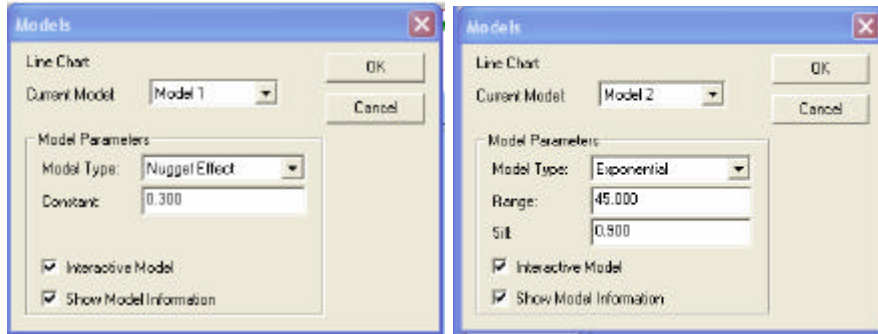 Models
Line Chart
OK
Current Model: Model 1
Cancel
Model Parameters
Model Type: Nugget Effect
Constant: 0.300
Interactive Model
Show Model Information
Models
Line Chart
OK
Current Model: Model 2
Cancel
Model Parameters
Model Type: Exponential
Range: 45.000
Sill: 0.900
Interactive Model
Show Model Information